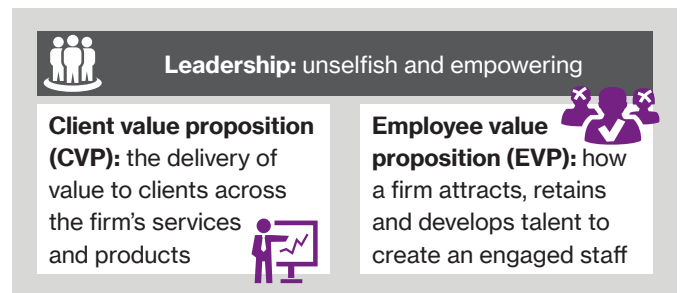 Leadership: unselfish and empowering
Client value proposition
(CVP): the delivery of
value to clients across
the firm’s services
and products
Employee value
proposition (EVP): how
a firm attracts, retains
and develops talent to
create an engaged staff